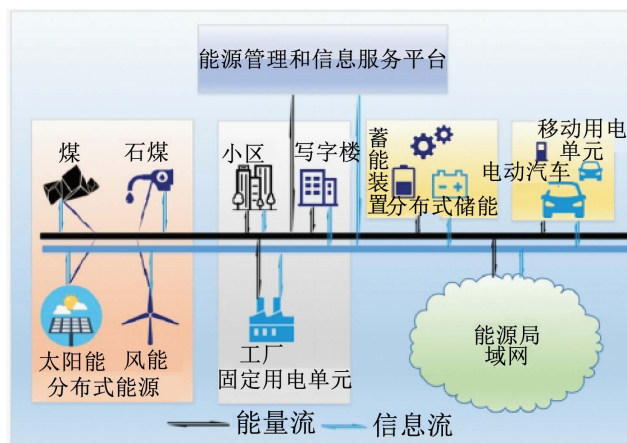 能源管理和信息服务平台
煤
石煤
小区
写字楼
蓄能装置
分布式储能
移动用电
单元
电动汽车
太阳能
风能
分布式能源
工厂
固定用电单元
能源局
域网
能量流
信息流